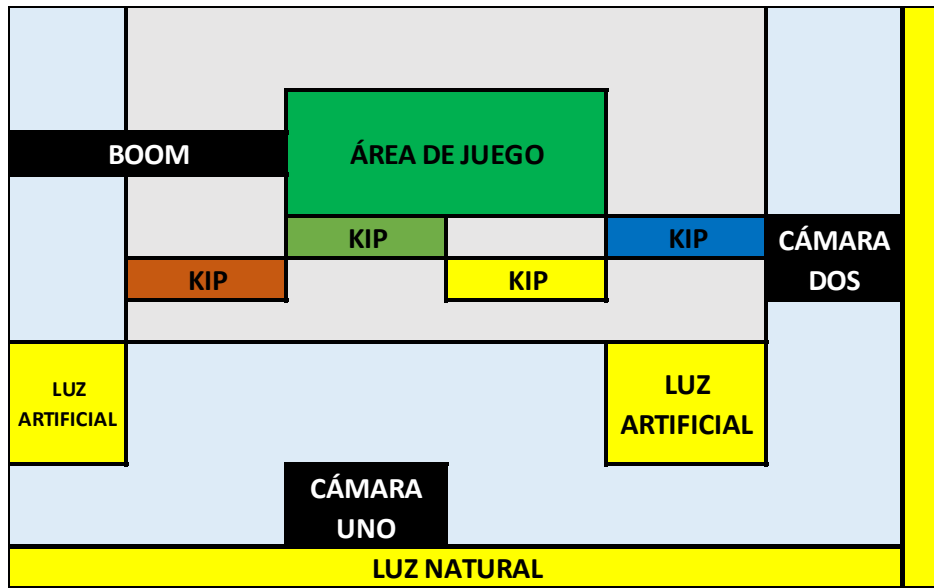 BOOM
ÁREA DE JUEGO
KIP
KIP
CÁMARA
DOS
KIP
KIP
LUZ
ARTIFICIAL
LUZ
ARTIFICIAL
CÁMARA
UNO
LUZ NATURAL